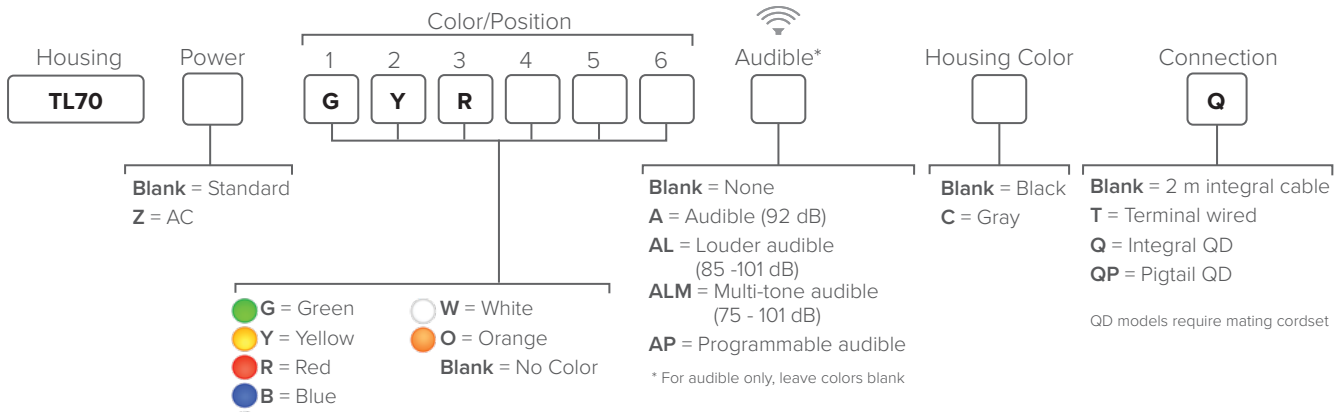 Color/Position
Housing Power 1 2 3 4 5 6 Audible* Housing Color Connection
TL70 G Y R Q
Blank = Standard
Z = AC
G = Green
Y = Yellow
R = Red
B = Blue
W = White
O = Orange
Blank = No Color
Blank = None
A = Audible (92 dB)
AL = Louder audible
(85 -101 dB)
ALM = Multi-tone audible
(75 - 101 dB)
AP = Programmable audible
* For audible only, leave colors blank
Blank = Black
C = Gray
Blank = 2 m integral cable
T = Terminal wired
Q = Integral QD
QP = Pigtail QD
QD models require mating cordset